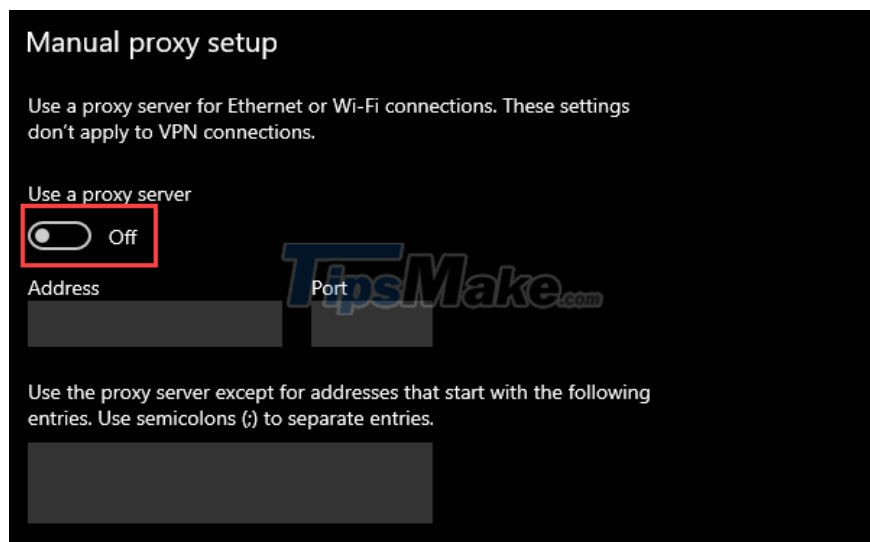 Manual proxy setup
Use a proxy server for Ethernet or Wi-Fi connections. These settings
don't apply to VPN connections.
Use a proxy server
Off
Address
Port
TipsMake.com
Use the proxy server except for addresses that start with the following
entries. Use semicolons (;) to separate entries.